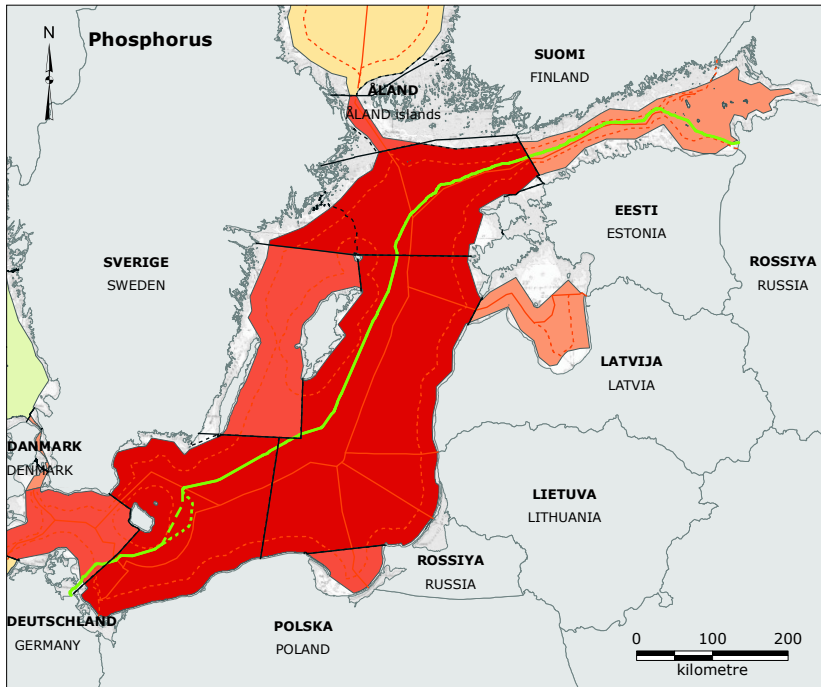 Phosphorus
N
SUOMI
FINLAND
ÅLAND
ÅLAND islands
EESTI
ESTONIA
SVERIGE
SWEDEN
ROSSIYA
RUSSIA
LATVIJA
LATVIA
DANMARK
DENMARK
LIETUVA
LITHUANIA
ROSSIYA
RUSSIA
DEUTSCHLAND
GERMANY
POLSKA
POLAND
0 100 200
kilometre